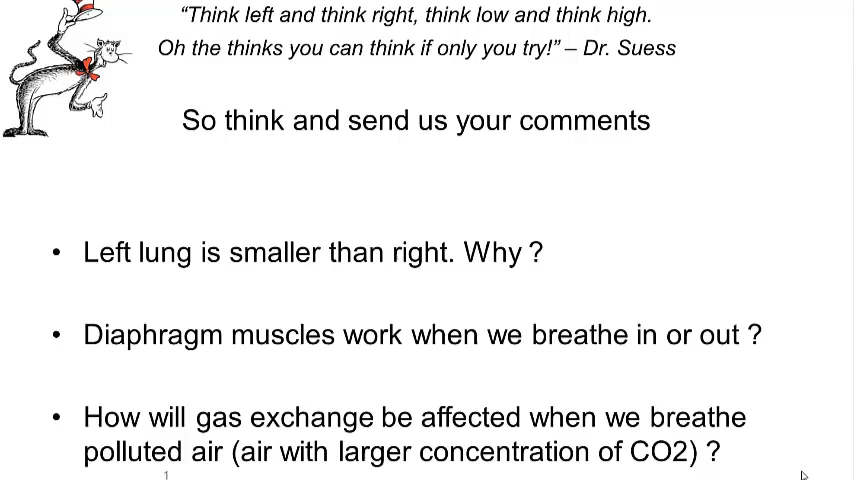 “Think left and think right, think low and think high.
Oh the thinks you can think if only you try!” – Dr. Suess
So think and send us your comments
• Left lung is smaller than right. Why ?
• Diaphragm muscles work when we breathe in or out ?
• How will gas exchange be affected when we breathe
polluted air (air with larger concentration of CO2) ?
1